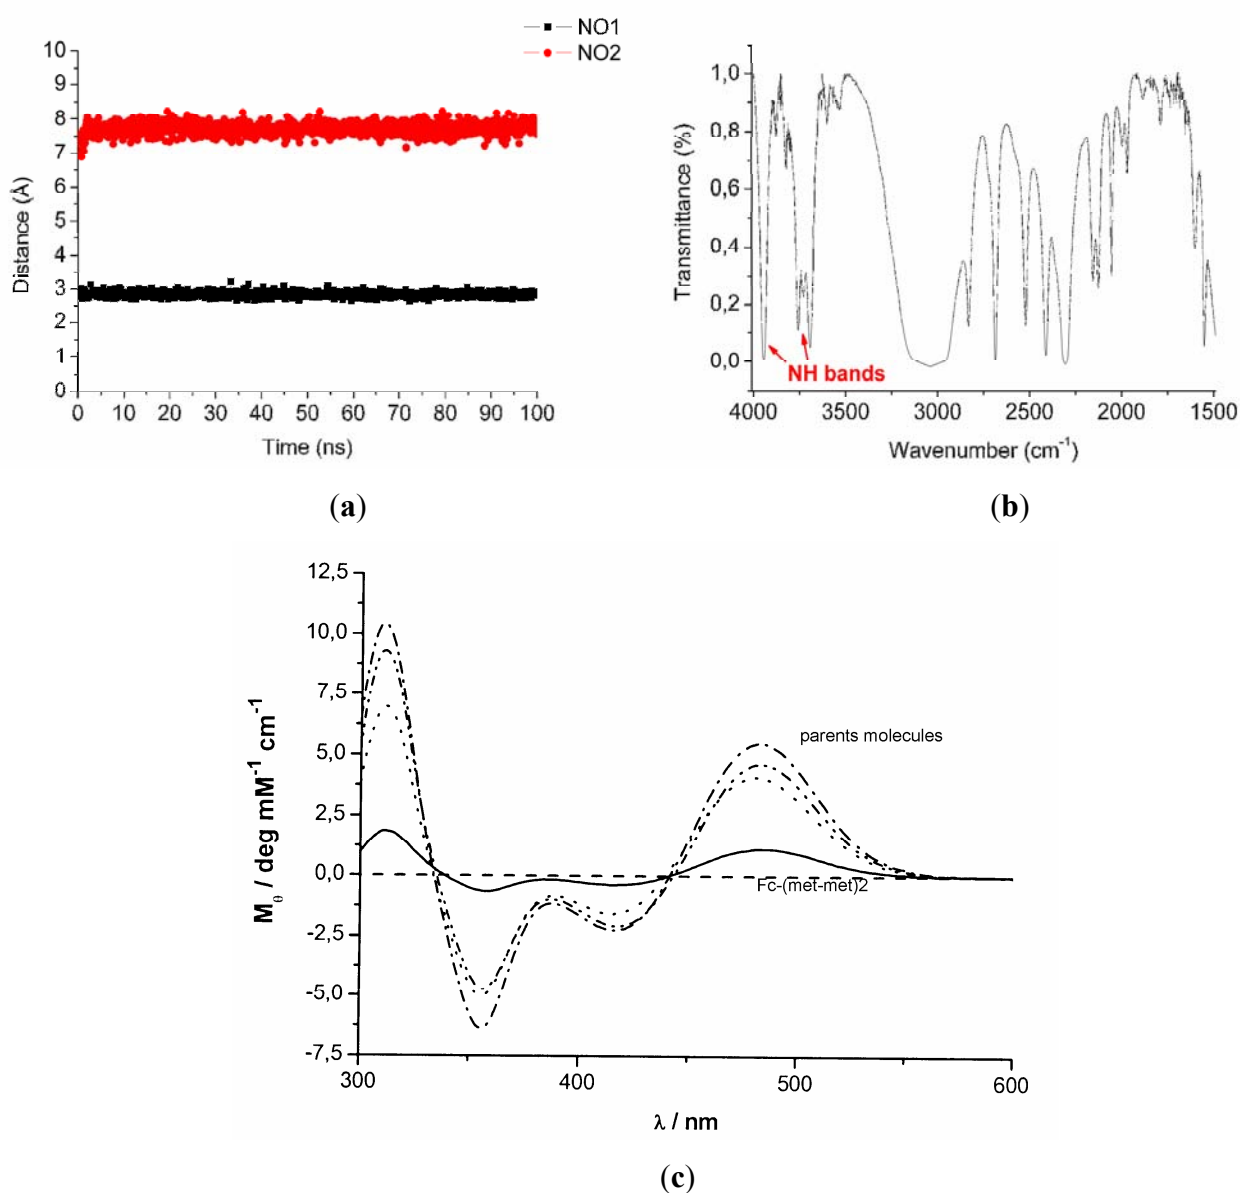 NO1
NO2
10
9
8
7
6
5
4
3
2
1
0
Distance (Å)
0 10 20 30 40 50 60 70 80 90 100
Time (ns)
(a)
1,0
0,8
0,6
0,4
0,2
0,0
Transmittance (%)
NH bands
4000 3500 3000 2500 2000 1500
Wavenumber (cm⁻¹)
(b)
12,5
10,0
7,5
5,0
2,5
0,0
-2,5
-5,0
-7,5
M_θ / deg mM⁻¹ cm⁻¹
parents molecules
Fc-(met-met)2
300 400 500 600
λ / nm
(c)